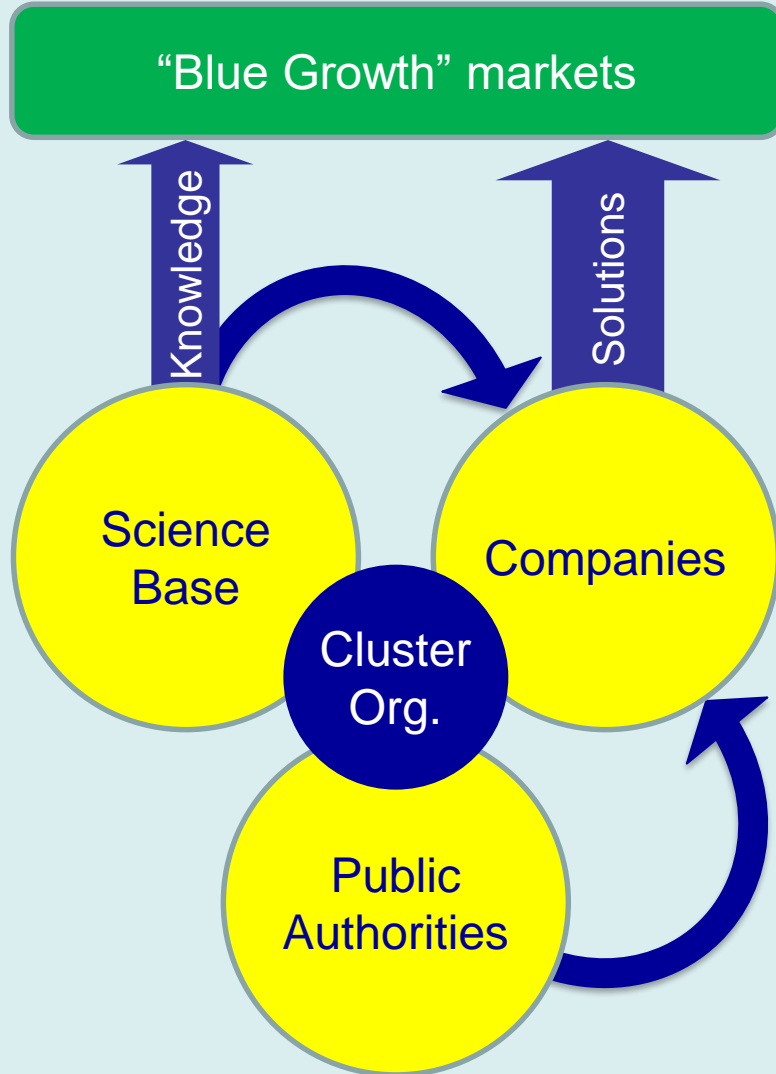 “Blue Growth” markets
Knowledge
Solutions
Science
Base
Companies
Cluster
Org.
Public
Authorities